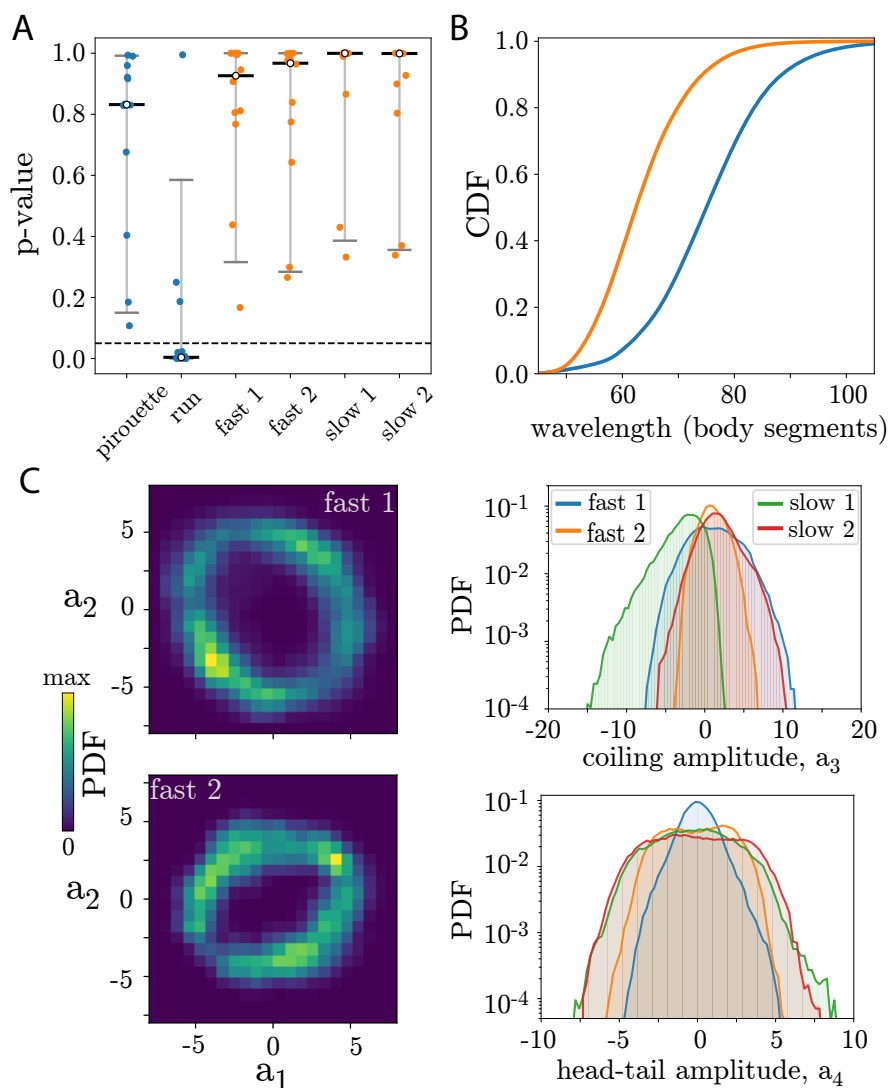 A
p-value
1.0
0.8
0.6
0.4
0.2
0.0
pirouette
run
fast 1
fast 2
slow 1
slow 2
B
CDF
1.0
0.8
0.6
0.4
0.2
0.0
60
80
100
wavelength (body segments)
C
fast 1
a2
5
0
-5
max
PDF
0
fast 2
a2
5
0
-5
-5
0
5
a1
fast 1
fast 2
slow 1
slow 2
PDF
10-1
10-2
10-3
10-4
-20
-10
0
10
20
coiling amplitude, a3
PDF
10-1
10-2
10-3
10-4
-10
-5
0
5
10
head-tail amplitude, a4